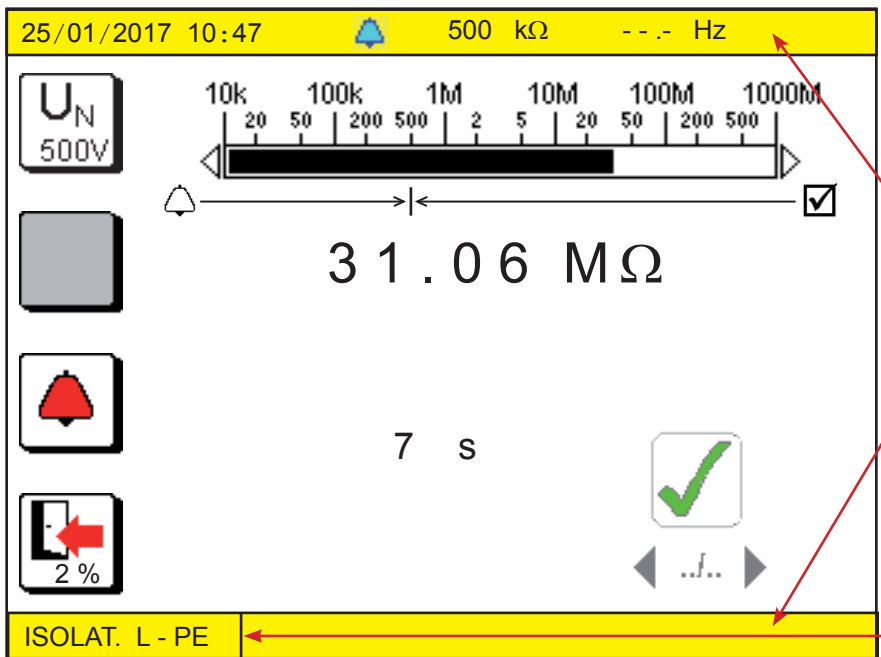 25/01/2017 10:47 500 kΩ - - .- Hz
UN
500V
10k 100k 1M 10M 100M 1000M
20 50 200 500 2 5 20 50 200 500
31.06 MΩ
7 s
2 %
../..
ISOLAT. L - PE